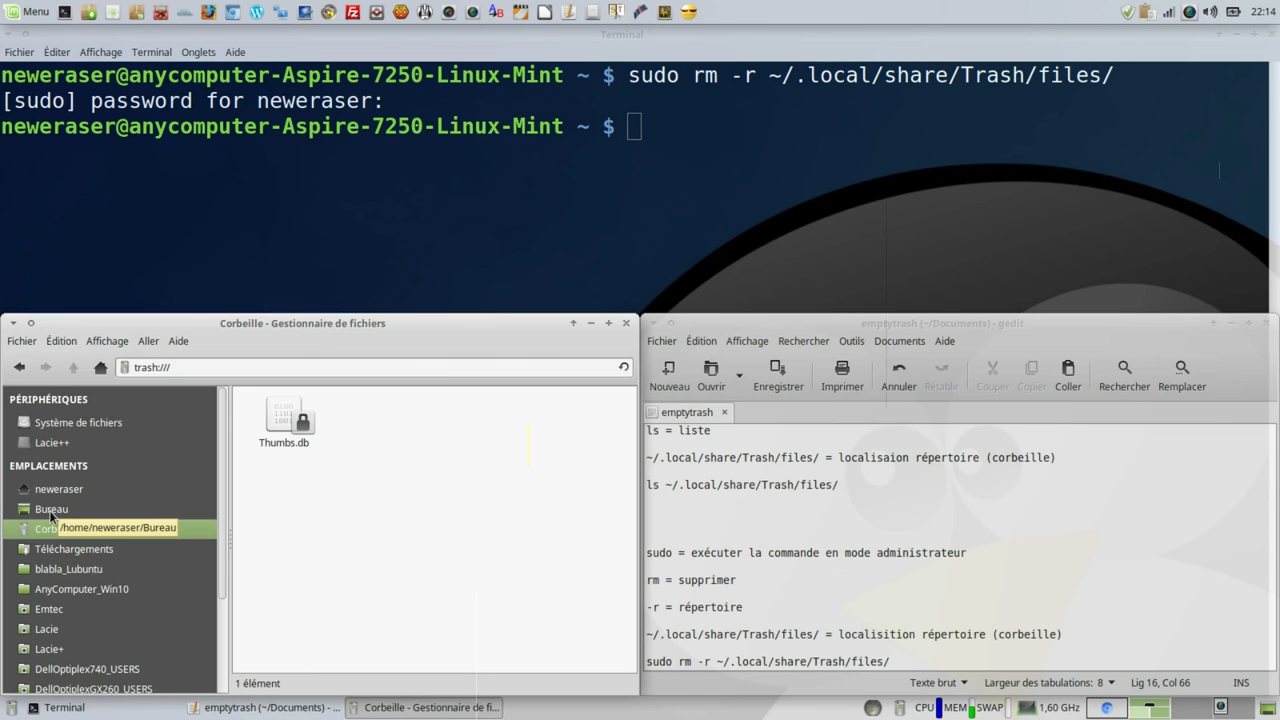 Menu
22:14
Terminal
Fichier Éditer Affichage Terminal Onglets Aide
neweraser@anycomputer-Aspire-7250-Linux-Mint ~ $ sudo rm -r ~/.local/share/Trash/files/
[sudo] password for neweraser:
neweraser@anycomputer-Aspire-7250-Linux-Mint ~ $
Corbeille - Gestionnaire de fichiers
Fichier Édition Affichage Aller Aide
trash:///
PÉRIPHÉRIQUES
Système de fichiers
Lacie++
EMPLACEMENTS
neweraser
Bureau
Corb
/home/neweraser/Bureau
Téléchargements
blabla_Lubuntu
AnyComputer_Win10
Emtec
Lacie
Lacie+
DellOptiplex740_USERS
DellOptiplexGX260_USERS
Thumbs.db
1 élément
emptytrash (~/Documents) - gedit
Fichier Édition Affichage Rechercher Outils Documents Aide
Nouveau Ouvrir Enregistrer Imprimer Annuler Rétablir Couper Copier Coller Rechercher Remplacer
emptytrash
ls = liste
~/.local/share/Trash/files/ = localisaion répertoire (corbeille)
ls ~/.local/share/Trash/files/
sudo = exécuter la commande en mode administrateur
rm = supprimer
-r = répertoire
~/.local/share/Trash/files/ = localisition répertoire (corbeille)
sudo rm -r ~/.local/share/Trash/files/
Texte brut Largeur des tabulations: 8 Lig 16, Col 66 INS
Terminal
emptytrash (~/Documents) - ...
Corbeille - Gestionnaire de fi...
CPU MEM SWAP 1,60 GHz